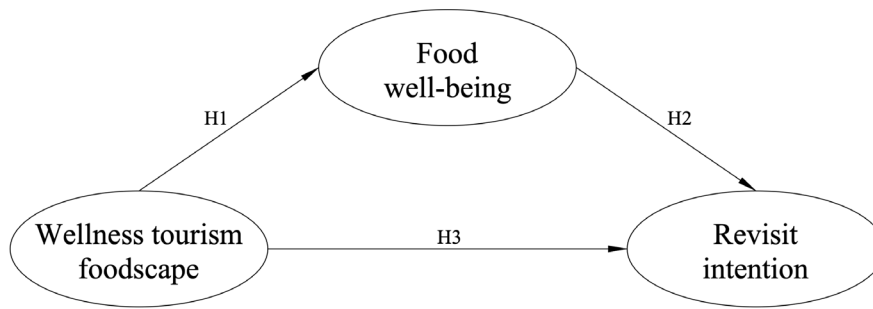 Food
well-being
H1
H2
Wellness tourism
foodscape
H3
Revisit
intention